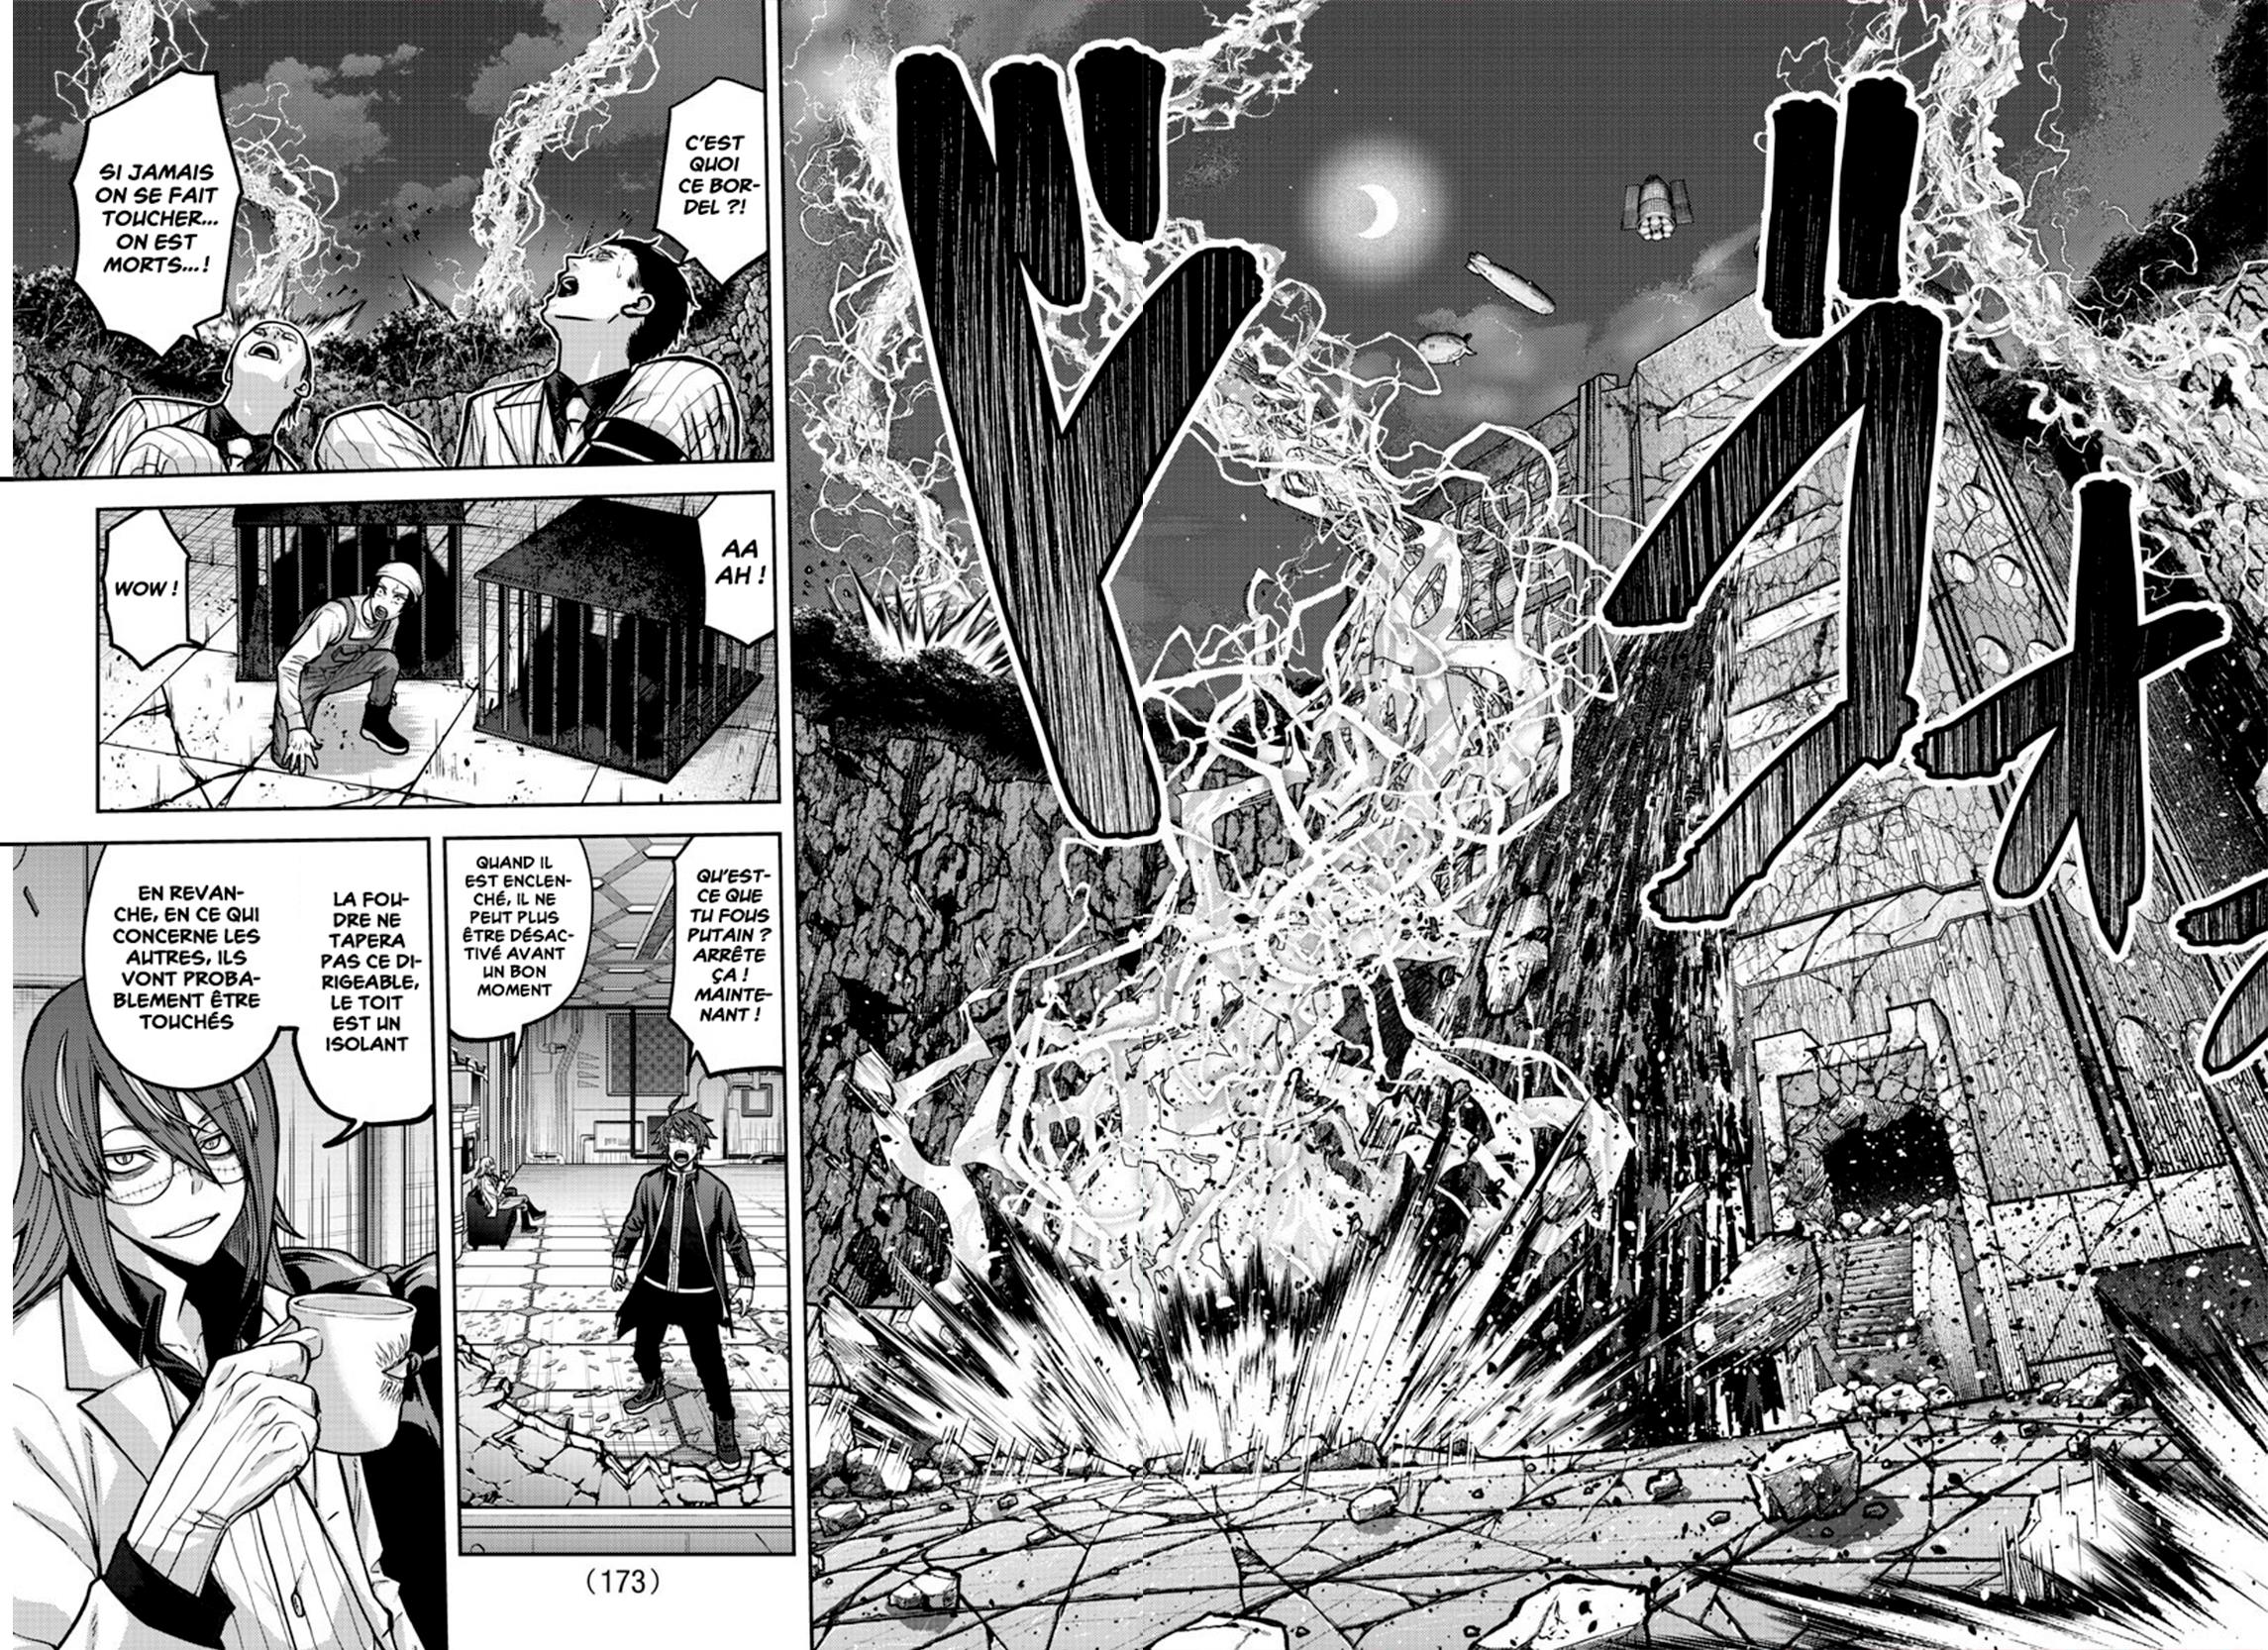 ドオ
ゴオ
C'EST
QUOI
CE BOR-
DEL ?!
SI JAMAIS
ON SE FAIT
TOUCHER...
ON EST
MORTS...!
AA
AH !
WOW !
QU'EST-
CE QUE
TU FOUS
PUTAIN ?
ARRÊTE
ÇA !
MAINTE-
NANT !
QUAND IL
EST ENCLEN-
CHÉ, IL NE
PEUT PLUS
ÊTRE DÉSAC-
TIVÉ AVANT
UN BON
MOMENT
LA FOU-
DRE NE
TAPERA
PAS CE DI-
RIGEABLE,
LE TOIT
EST UN
ISOLANT
EN REVAN-
CHE, EN CE QUI
CONCERNE LES
AUTRES, ILS
VONT PROBA-
BLEMENT ÊTRE
TOUCHÉS
(173)